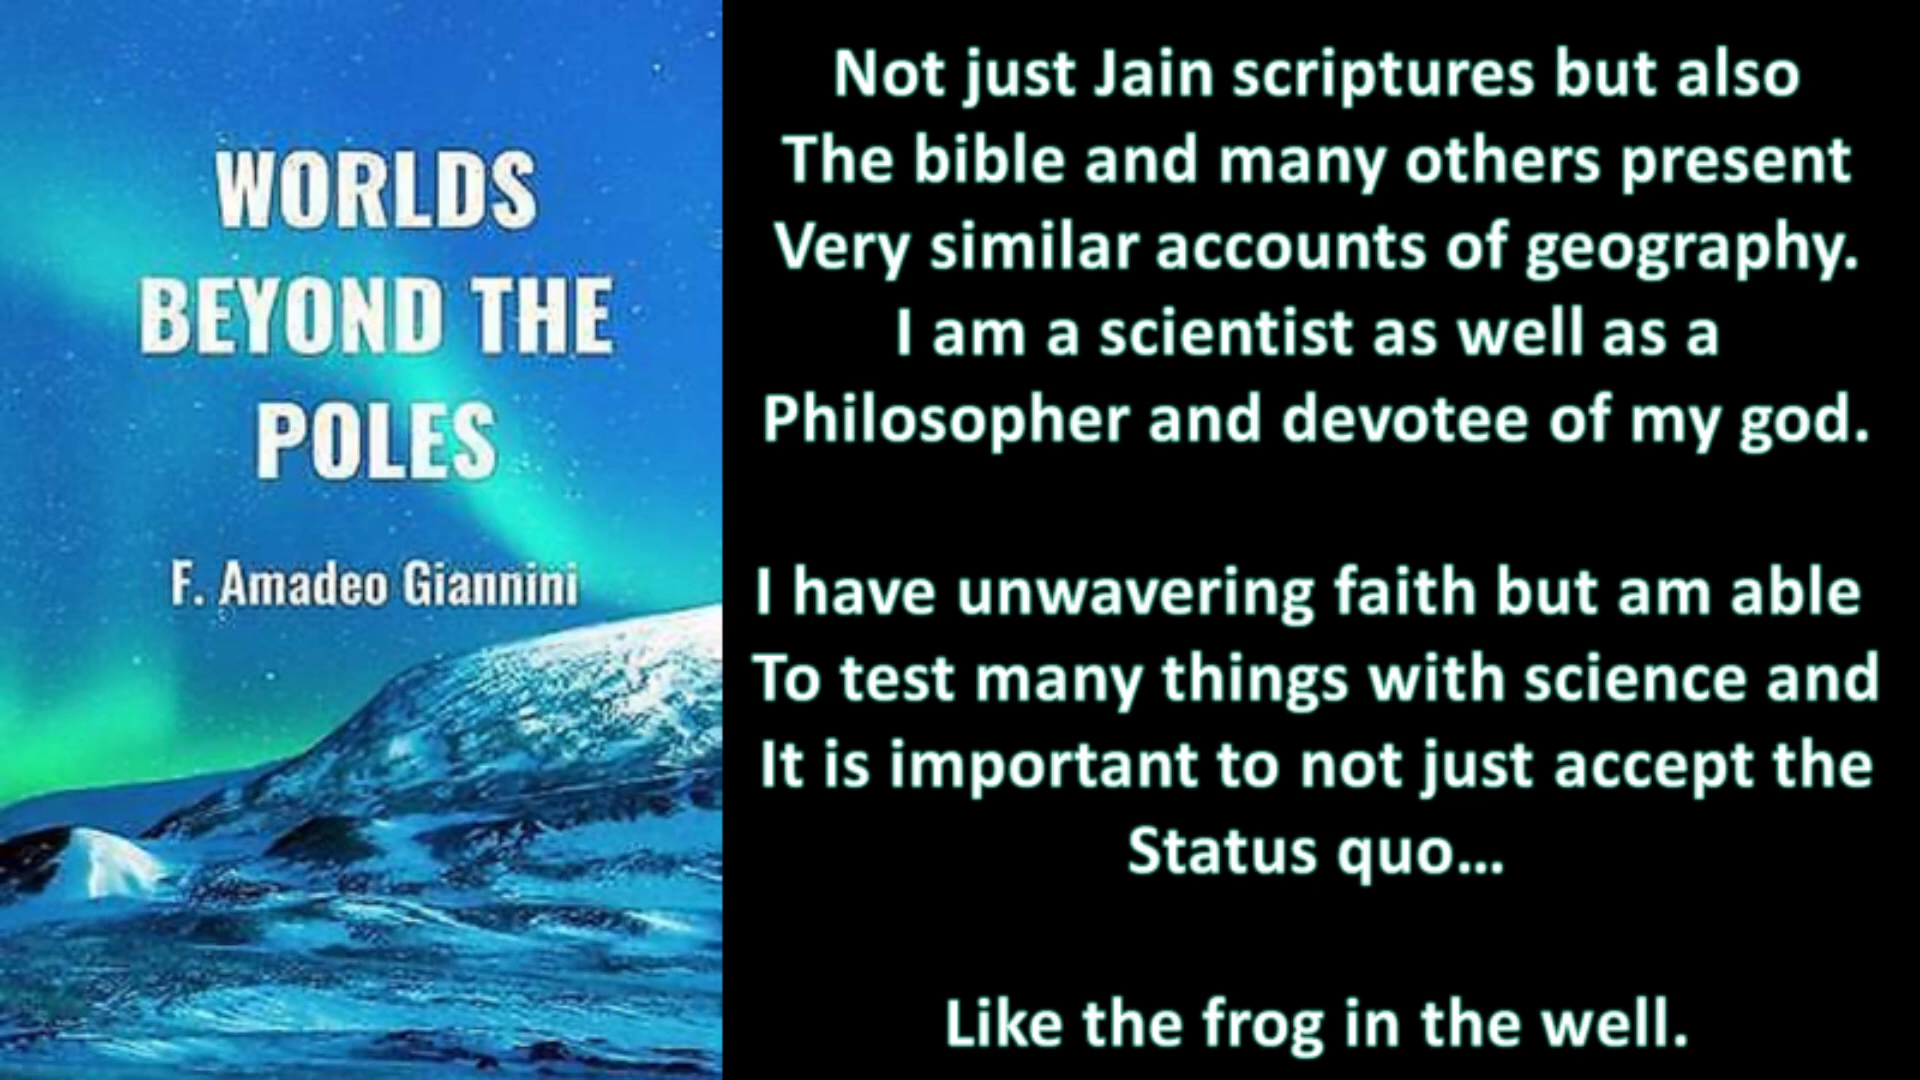 WORLDS
BEYOND THE
POLES
F. Amadeo Giannini
Not just Jain scriptures but also
The bible and many others present
Very similar accounts of geography.
I am a scientist as well as a
Philosopher and devotee of my god.
I have unwavering faith but am able
To test many things with science and
It is important to not just accept the
Status quo...
Like the frog in the well.